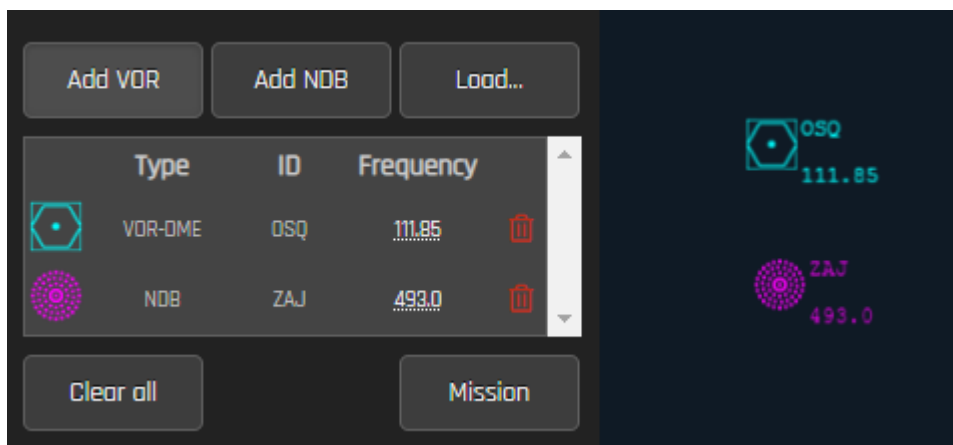 Add VOR Add NDB Load...
Type ID Frequency
VOR-DME OSQ 111.85
NDB ZAJ 493.0
Clear all Mission
OSQ
111.85
ZAJ
493.0